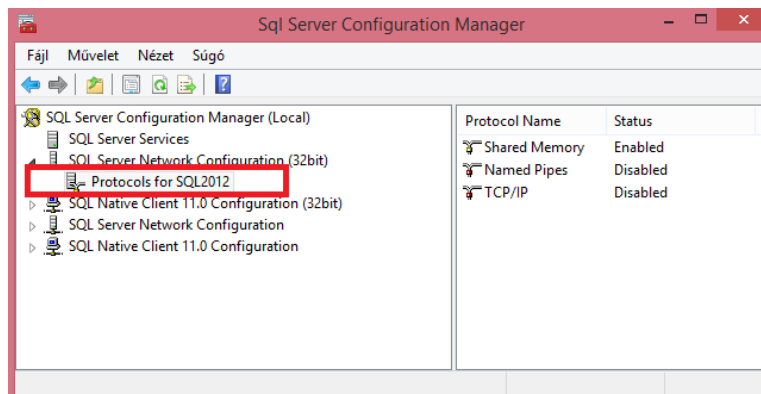 Sql Server Configuration Manager
Fájl Művelet Nézet Súgó
SQL Server Configuration Manager (Local)
SQL Server Services
SQL Server Network Configuration (32bit)
Protocols for SQL2012
SQL Native Client 11.0 Configuration (32bit)
SQL Server Network Configuration
SQL Native Client 11.0 Configuration
Protocol Name Status
Shared Memory Enabled
Named Pipes Disabled
TCP/IP Disabled